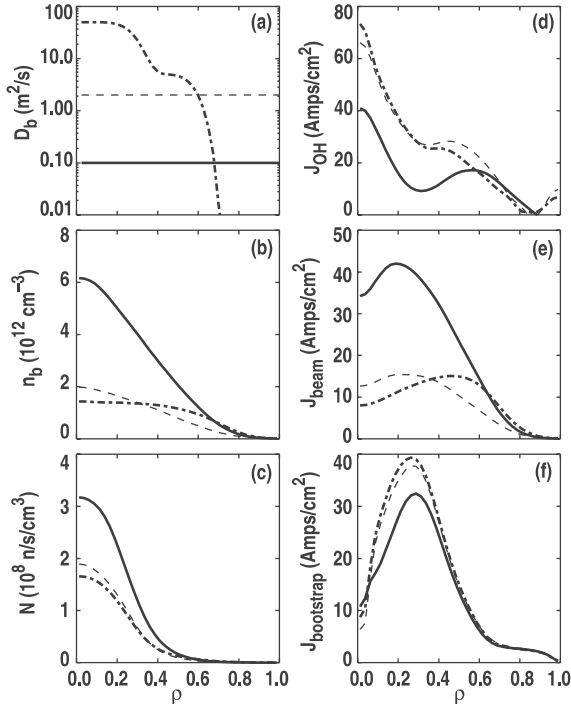 (a)
D_b (m²/s)
100.0
10.00
1.00
0.10
0.01
(b)
n_b (10¹² cm⁻³)
8
6
4
2
0
(c)
N (10⁸ n/s/cm³)
4
3
2
1
0
0.0 0.2 0.4 0.6 0.8 1.0
ρ
(d)
J_OH (Amps/cm²)
80
60
40
20
0
(e)
J_beam (Amps/cm²)
50
40
30
20
10
0
(f)
J_bootstrap (Amps/cm²)
40
30
20
10
0
0.0 0.2 0.4 0.6 0.8 1.0
ρ